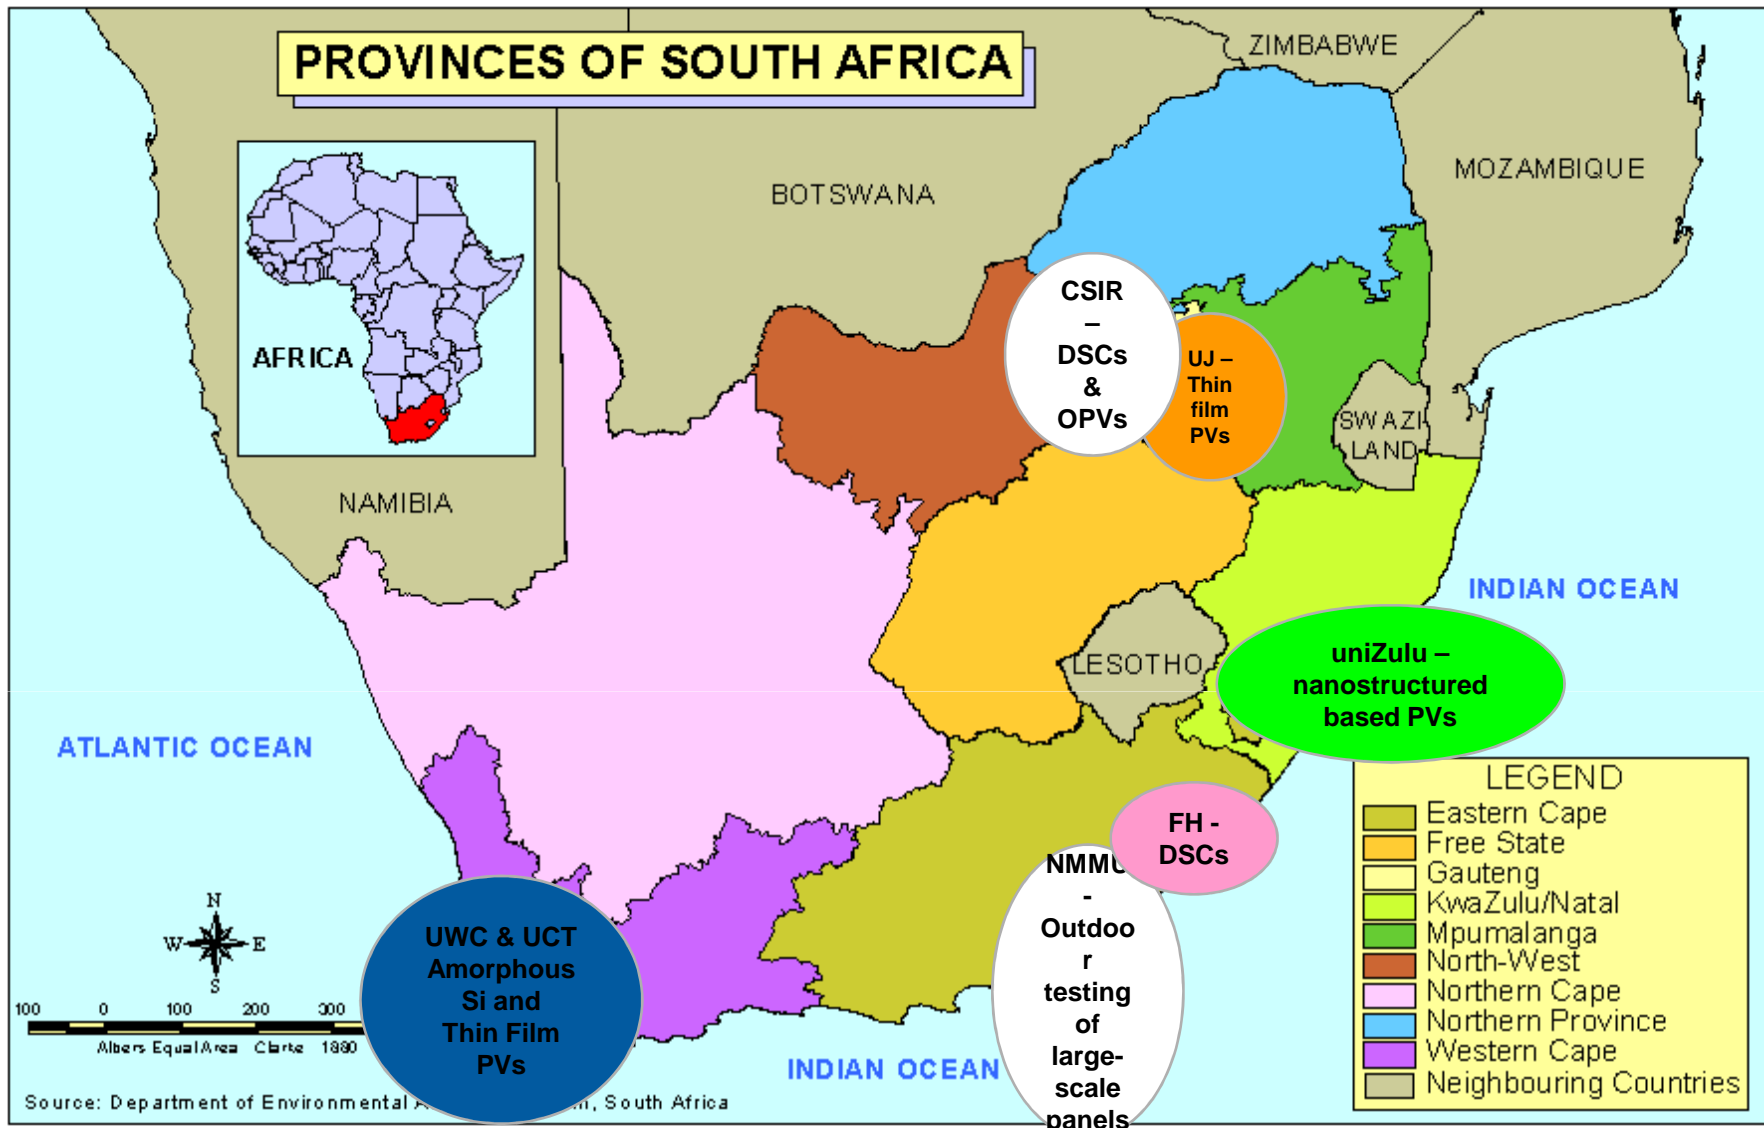 PROVINCES OF SOUTH AFRICA
ZIMBABWE
MOZAMBIQUE
BOTSWANA
AFRICA
NAMIBIA
CSIR
–
DSCs
&
OPVs
UJ –
Thin
film
PVs
SWAZI
LAND
INDIAN OCEAN
LESOTHO
uniZulu –
nanostructured
based PVs
ATLANTIC OCEAN
FH -
DSCs
NMMU
-
Outdoo
r
testing
of
large-
scale
panels
UWC & UCT
Amorphous
Si and
Thin Film
PVs
INDIAN OCEAN
N
W E
S
100 0 100 200 300
Albers Equal Area Clarke 1880
Source: Department of Environmental , South Africa
LEGEND
Eastern Cape
Free State
Gauteng
KwaZulu/Natal
Mpumalanga
North-West
Northern Cape
Northern Province
Western Cape
Neighbouring Countries